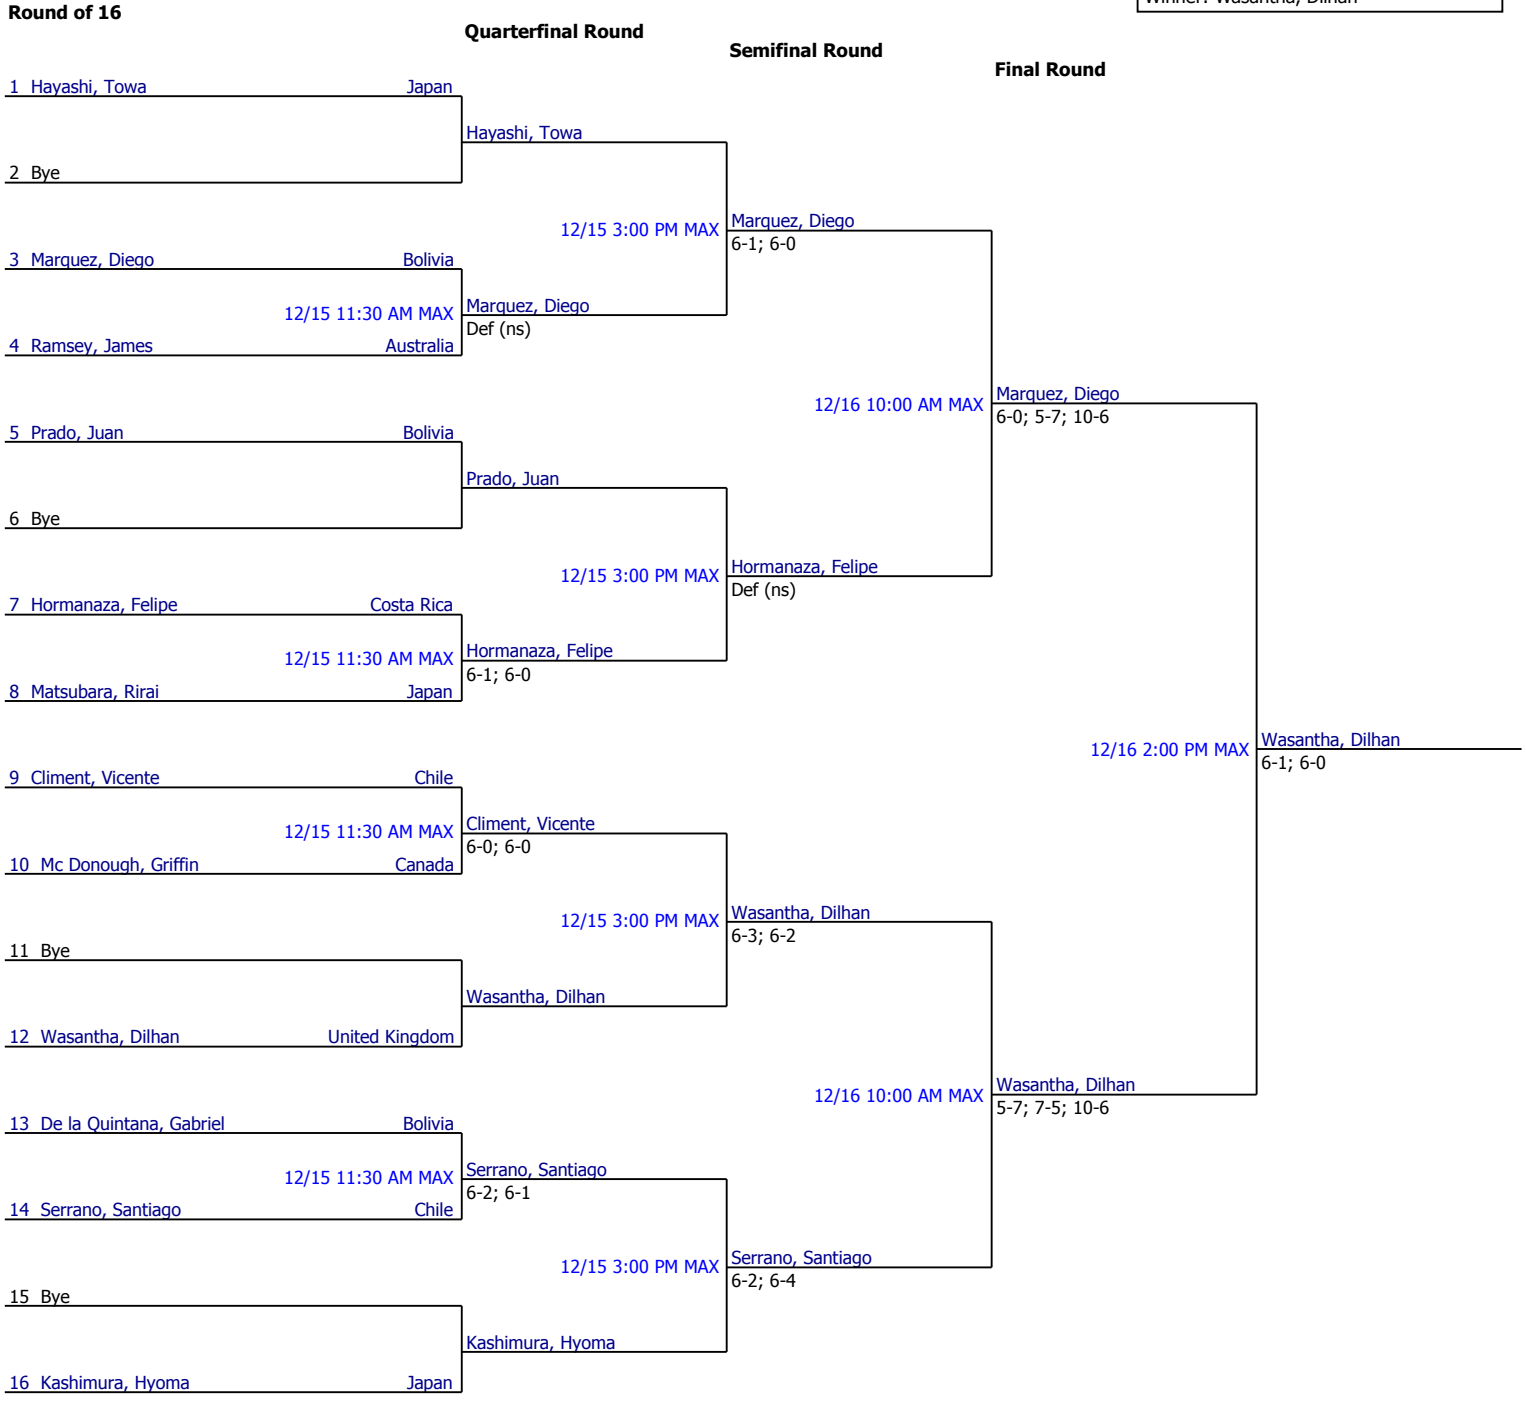 Winner: Wasantha, Dilhan
Round of 16
Quarterfinal Round
Semifinal Round
Final Round
1 Hayashi, Towa Japan
Hayashi, Towa
2 Bye
12/15 3:00 PM MAX Marquez, Diego
6-1; 6-0
3 Marquez, Diego Bolivia
12/15 11:30 AM MAX Marquez, Diego
Def (ns)
4 Ramsey, James Australia
12/16 10:00 AM MAX Marquez, Diego
6-0; 5-7; 10-6
5 Prado, Juan Bolivia
Prado, Juan
6 Bye
12/15 3:00 PM MAX Hormanaza, Felipe
Def (ns)
7 Hormanaza, Felipe Costa Rica
12/15 11:30 AM MAX Hormanaza, Felipe
6-1; 6-0
8 Matsubara, Rirai Japan
12/16 2:00 PM MAX Wasantha, Dilhan
6-1; 6-0
9 Climent, Vicente Chile
12/15 11:30 AM MAX Climent, Vicente
6-0; 6-0
10 Mc Donough, Griffin Canada
12/15 3:00 PM MAX Wasantha, Dilhan
6-3; 6-2
11 Bye
Wasantha, Dilhan
12 Wasantha, Dilhan United Kingdom
12/16 10:00 AM MAX Wasantha, Dilhan
5-7; 7-5; 10-6
13 De la Quintana, Gabriel Bolivia
12/15 11:30 AM MAX Serrano, Santiago
6-2; 6-1
14 Serrano, Santiago Chile
12/15 3:00 PM MAX Serrano, Santiago
6-2; 6-4
15 Bye
Kashimura, Hyoma
16 Kashimura, Hyoma Japan